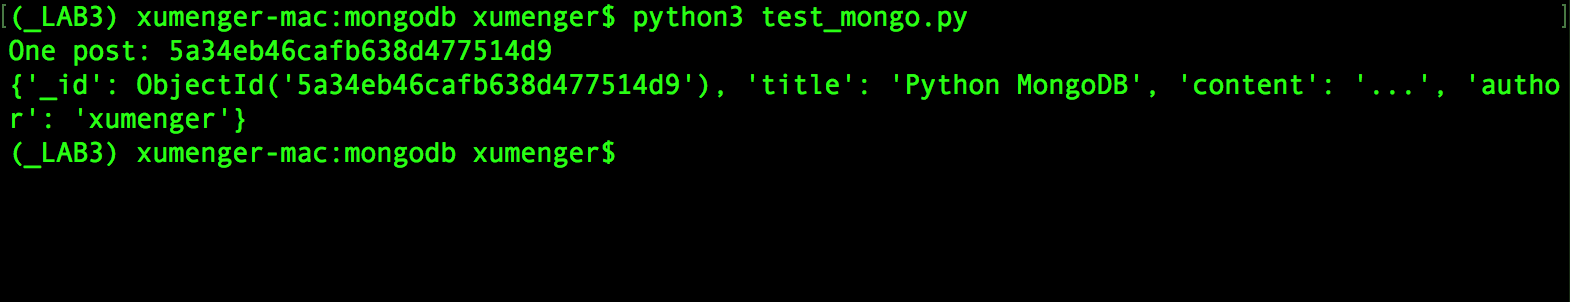 [(_LAB3) xumenger-mac:mongodb xumenger$ python3 test_mongo.py ]
One post: 5a34eb46cafb638d477514d9
{'_id': ObjectId('5a34eb46cafb638d477514d9'), 'title': 'Python MongoDB', 'content': '...', 'autho
r': 'xumenger'}
(_LAB3) xumenger-mac:mongodb xumenger$